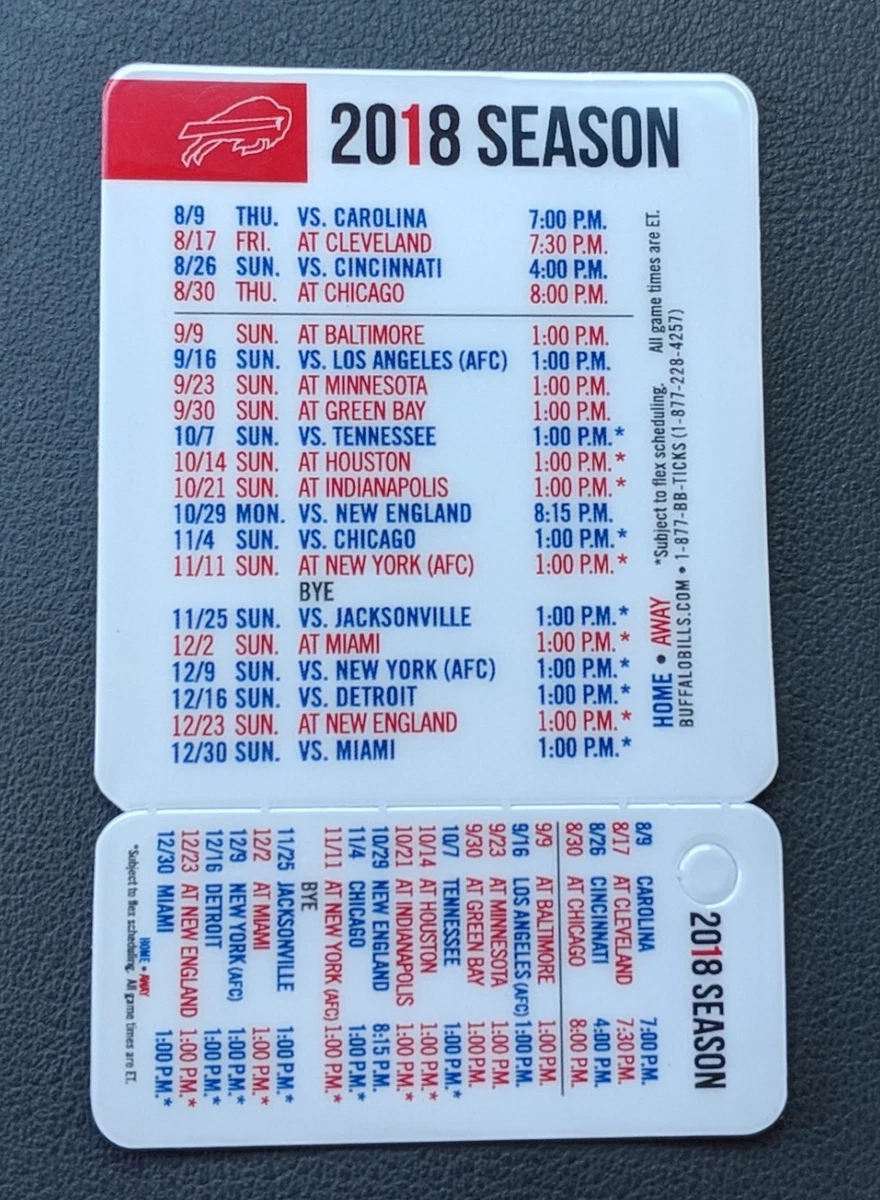 2018 SEASON
8/9 THU. VS. CAROLINA 7:00 P.M.
8/17 FRI. AT CLEVELAND 7:30 P.M.
8/26 SUN. VS. CINCINNATI 4:00 P.M.
8/30 THU. AT CHICAGO 8:00 P.M.
9/9 SUN. AT BALTIMORE 1:00 P.M.
9/16 SUN. VS. LOS ANGELES (AFC) 1:00 P.M.
9/23 SUN. AT MINNESOTA 1:00 P.M.
9/30 SUN. AT GREEN BAY 1:00 P.M.
10/7 SUN. VS. TENNESSEE 1:00 P.M.*
10/14 SUN. AT HOUSTON 1:00 P.M.*
10/21 SUN. AT INDIANAPOLIS 1:00 P.M.*
10/29 MON. VS. NEW ENGLAND 8:15 P.M.
11/4 SUN. VS. CHICAGO 1:00 P.M.*
11/11 SUN. AT NEW YORK (AFC) 1:00 P.M.*
BYE
11/25 SUN. VS. JACKSONVILLE 1:00 P.M.*
12/2 SUN. AT MIAMI 1:00 P.M.*
12/9 SUN. VS. NEW YORK (AFC) 1:00 P.M.*
12/16 SUN. VS. DETROIT 1:00 P.M.*
12/23 SUN. AT NEW ENGLAND 1:00 P.M.*
12/30 SUN. VS. MIAMI 1:00 P.M.*
HOME • AWAY *Subject to flex scheduling. All game times are ET.
BUFFALOBILLS.COM • 1-877-BB-TICKS (1-877-228-4257)
2018 SEASON
8/9 CAROLINA 7:00 P.M.
8/17 AT CLEVELAND 7:30 P.M.
8/26 CINCINNATI 4:00 P.M.
8/30 AT CHICAGO 8:00 P.M.
9/9 AT BALTIMORE 1:00 P.M.
9/16 LOS ANGELES (AFC) 1:00 P.M.
9/23 AT MINNESOTA 1:00 P.M.
9/30 AT GREEN BAY 1:00 P.M.
10/7 TENNESSEE 1:00 P.M.*
10/14 AT HOUSTON 1:00 P.M.*
10/21 AT INDIANAPOLIS 1:00 P.M.*
10/29 NEW ENGLAND 8:15 P.M.
11/4 CHICAGO 1:00 P.M.*
11/11 AT NEW YORK (AFC) 1:00 P.M.*
BYE
11/25 JACKSONVILLE 1:00 P.M.*
12/2 AT MIAMI 1:00 P.M.*
12/9 NEW YORK (AFC) 1:00 P.M.*
12/16 DETROIT 1:00 P.M.*
12/23 AT NEW ENGLAND 1:00 P.M.*
12/30 MIAMI 1:00 P.M.*
HOME • AWAY
*Subject to flex scheduling. All game times are ET.